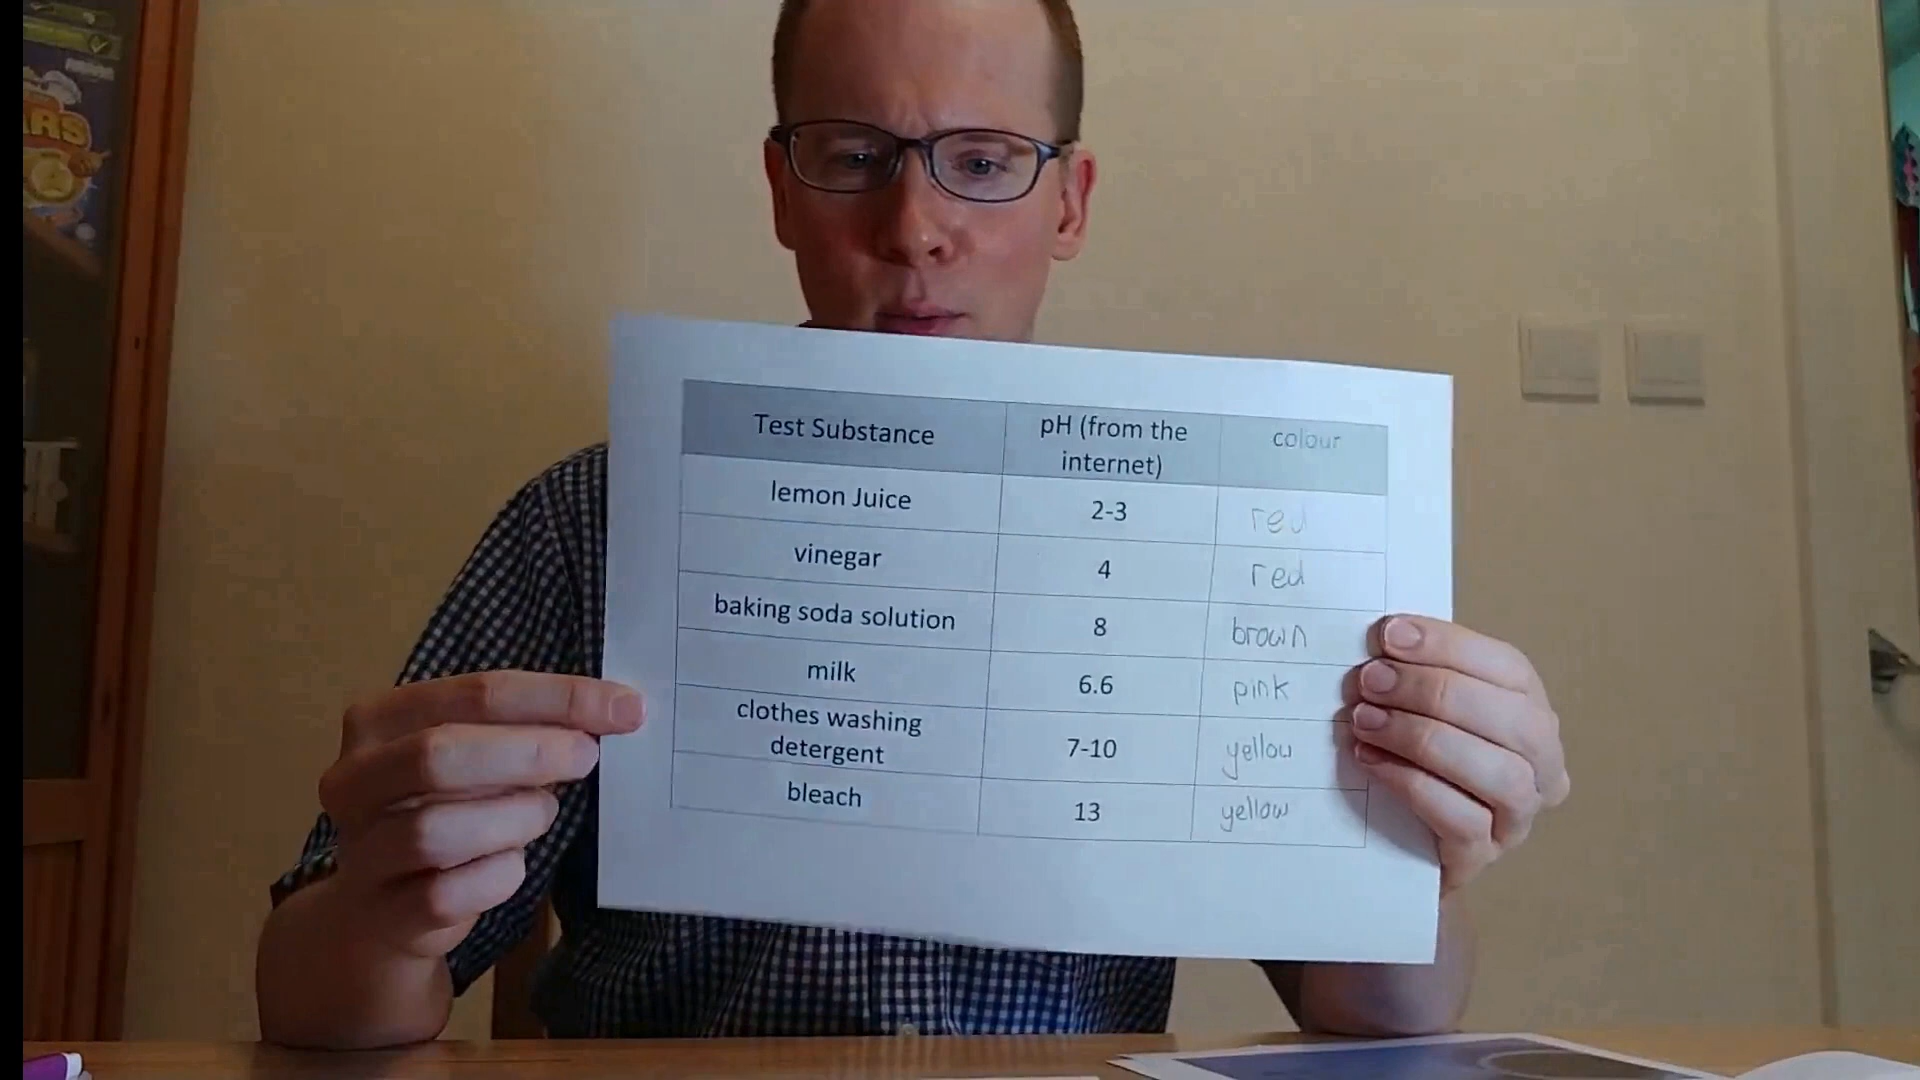 ARS
Test Substance
pH (from the
internet)
colour
lemon Juice
2-3
red
vinegar
4
red
baking soda solution
8
brown
milk
6.6
pink
clothes washing
detergent
7-10
yellow
bleach
13
yellow